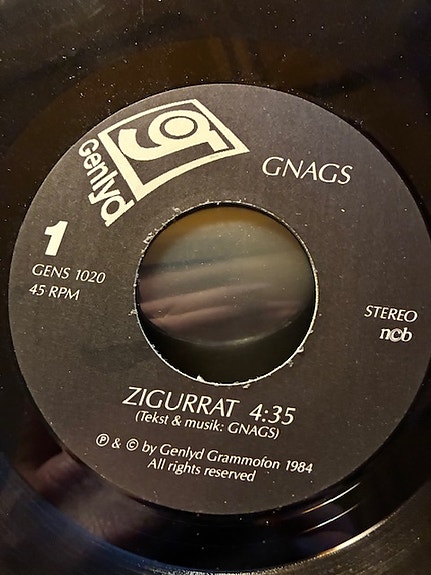 Genlyd
g
GNAGS
1
GENS 1020
45 RPM
STEREO
ncb
ZIGURRAT 4:35
(Tekst & musik: GNAGS)
℗ & © by Genlyd Grammofon 1984
All rights reserved